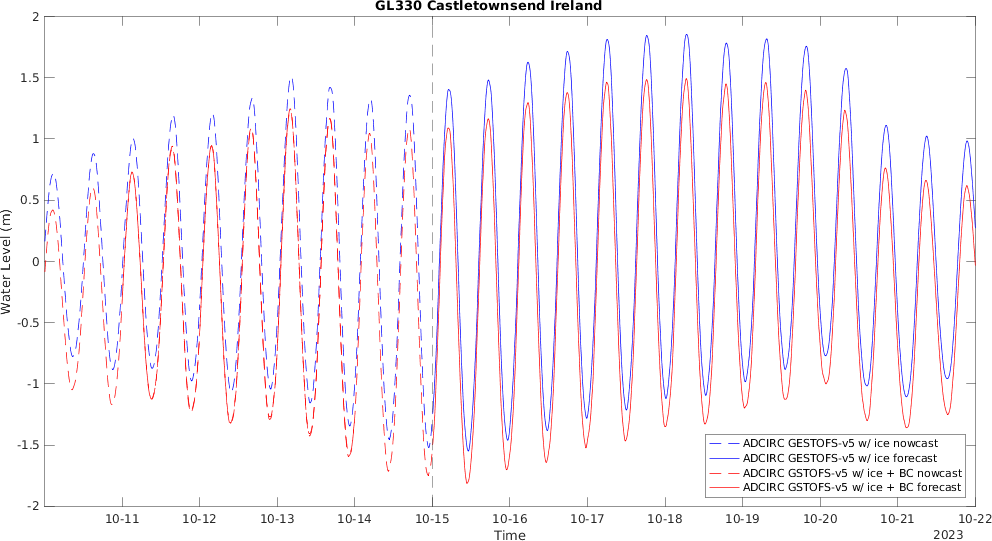 GL330 Castletownsend Ireland
2
1.5
1
0.5
0
-0.5
-1
-1.5
-2
Water Level (m)
ADCIRC GESTOFS-v5 w/ ice nowcast
ADCIRC GESTOFS-v5 w/ ice forecast
ADCIRC GSTOFS-v5 w/ ice + BC nowcast
ADCIRC GSTOFS-v5 w/ ice + BC forecast
10-11 10-12 10-13 10-14 10-15 10-16 10-17 10-18 10-19 10-20 10-21 10-22
Time
2023